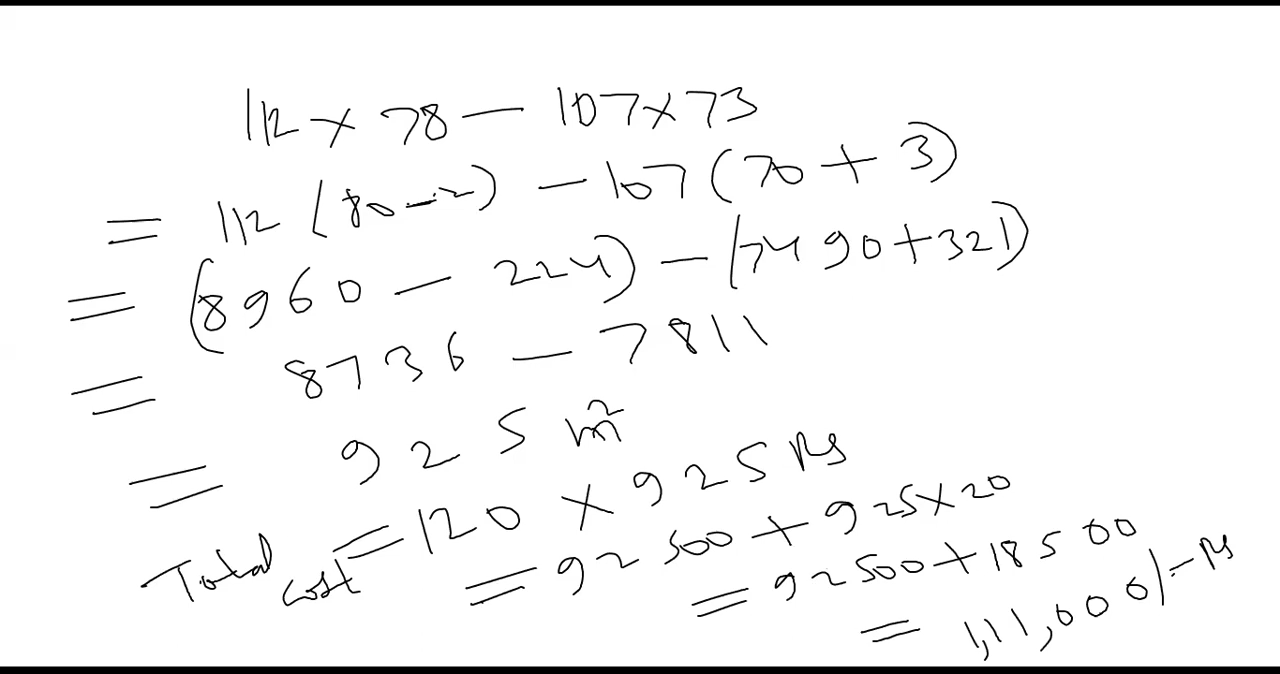 112 × 78 – 107 × 73
= 112 (80 – 2) – 107 (70 + 3)
= (8960 – 224) – (7490 + 321)
= 8736 – 7811
= 925 m²
Total cost = 120 × 925 Rs
= 92500 + 925 × 20
= 92500 + 18500
= 1,11,000/– Rs